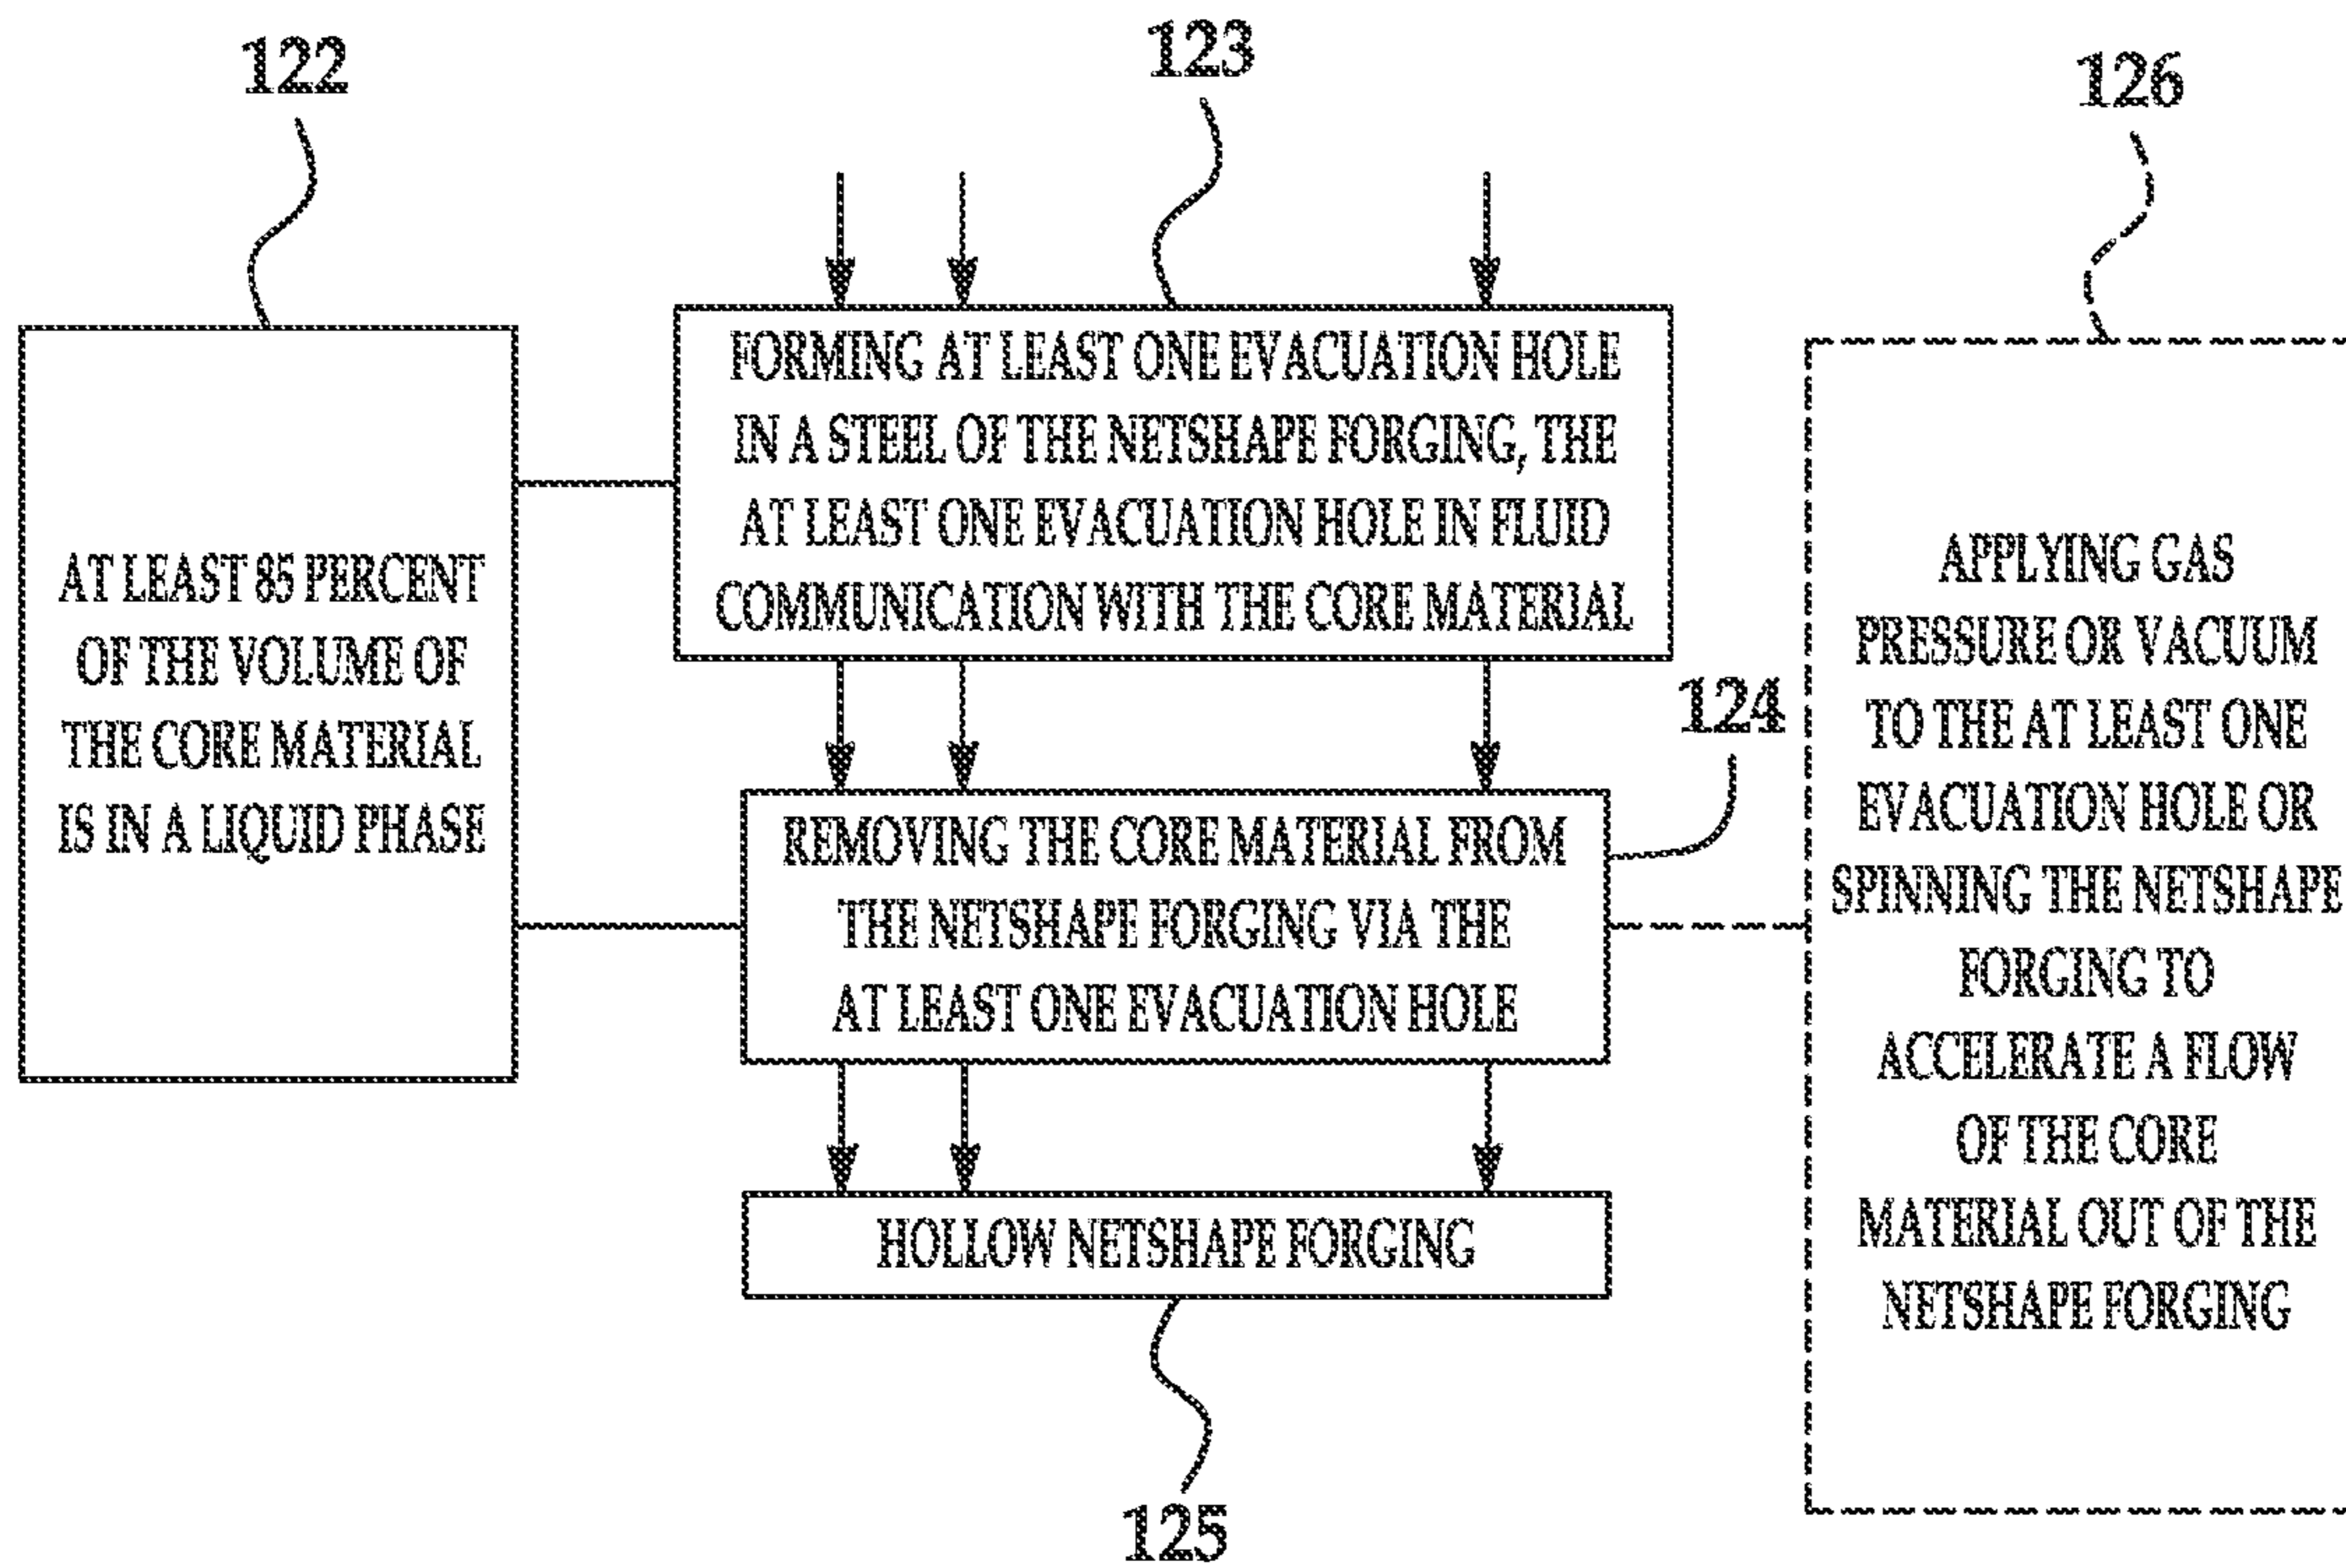 122
123
126
FORMING AT LEAST ONE EVACUATION HOLE
IN A STEEL OF THE NETSHAPE FORGING, THE
AT LEAST ONE EVACUATION HOLE IN FLUID
COMMUNICATION WITH THE CORE MATERIAL
AT LEAST 85 PERCENT
OF THE VOLUME OF
THE CORE MATERIAL
IS IN A LIQUID PHASE
124
REMOVING THE CORE MATERIAL FROM
THE NETSHAPE FORGING VIA THE
AT LEAST ONE EVACUATION HOLE
APPLYING GAS
PRESSURE OR VACUUM
TO THE AT LEAST ONE
EVACUATION HOLE OR
SPINNING THE NETSHAPE
FORGING TO
ACCELERATE A FLOW
OF THE CORE
MATERIAL OUT OF THE
NETSHAPE FORGING
HOLLOW NETSHAPE FORGING
125